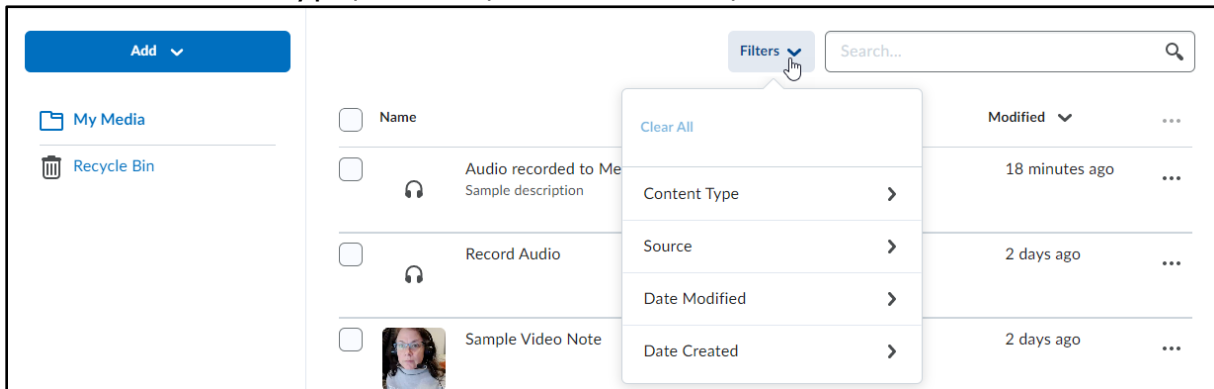 Add
Filters
Search...
My Media
Recycle Bin
Name
Modified
Clear All
Audio recorded to Me
Sample description
18 minutes ago
Content Type
Record Audio
2 days ago
Source
Date Modified
Sample Video Note
2 days ago
Date Created